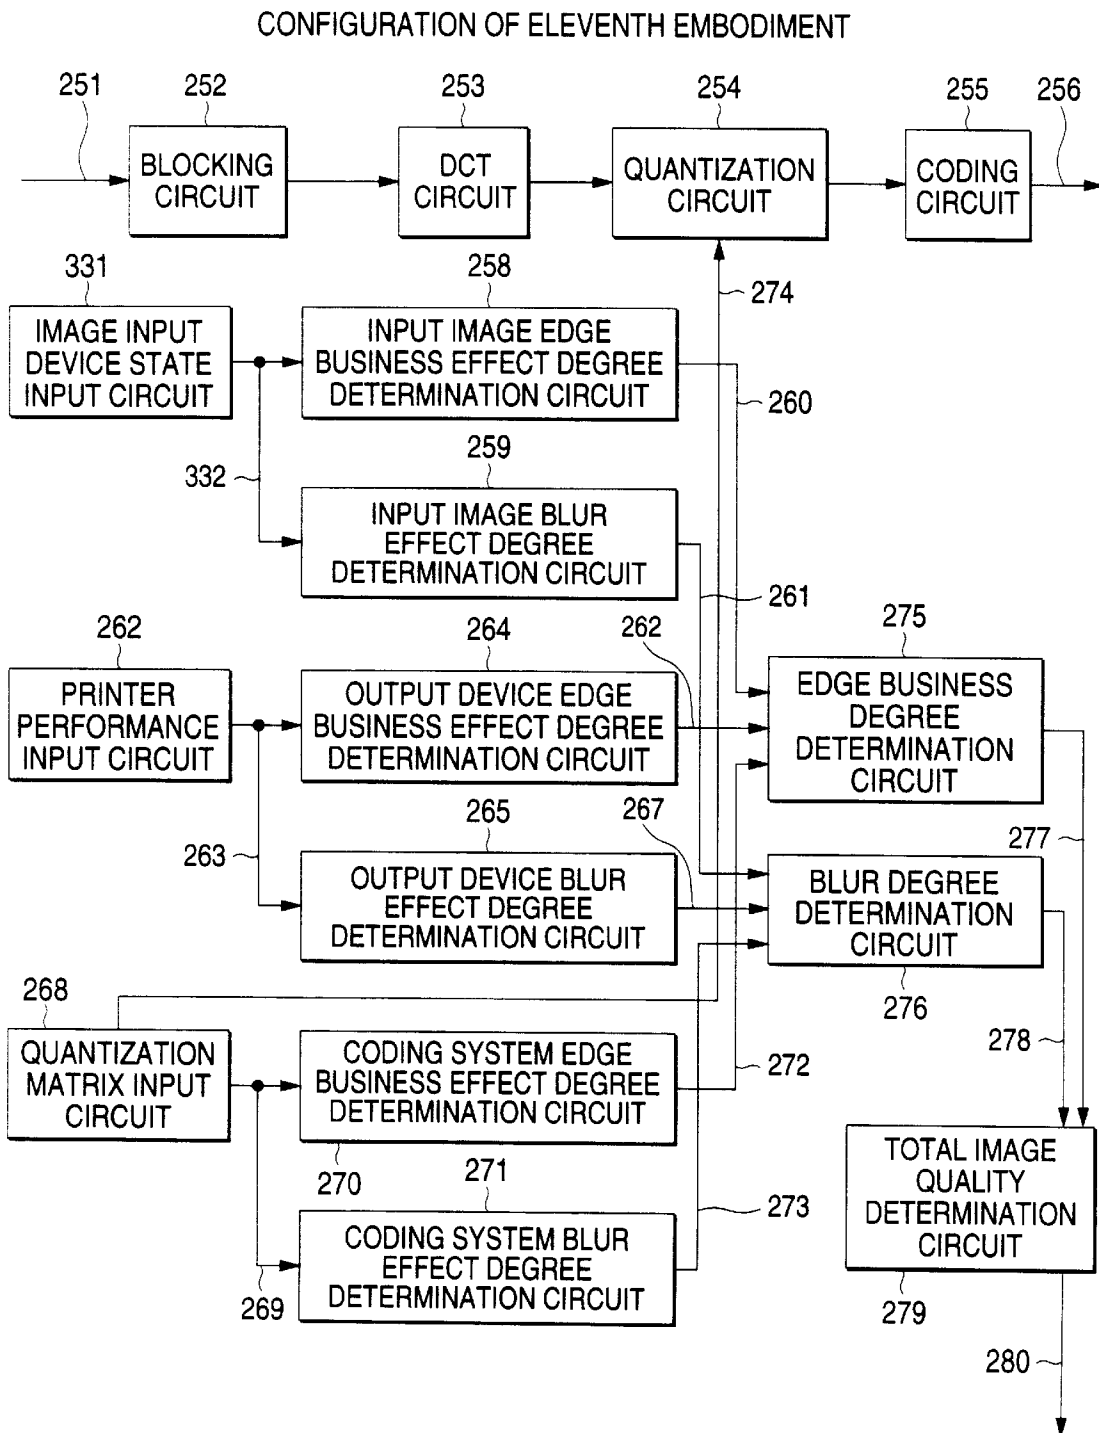 CONFIGURATION OF ELEVENTH EMBODIMENT
251
252
253
254
255
256
BLOCKING
CIRCUIT
DCT
CIRCUIT
QUANTIZATION
CIRCUIT
CODING
CIRCUIT
331
258
274
IMAGE INPUT
DEVICE STATE
INPUT CIRCUIT
INPUT IMAGE EDGE
BUSINESS EFFECT DEGREE
DETERMINATION CIRCUIT
260
332
259
INPUT IMAGE BLUR
EFFECT DEGREE
DETERMINATION CIRCUIT
261
262
264
262
275
PRINTER
PERFORMANCE
INPUT CIRCUIT
OUTPUT DEVICE EDGE
BUSINESS EFFECT DEGREE
DETERMINATION CIRCUIT
EDGE BUSINESS
DEGREE
DETERMINATION
CIRCUIT
263
265
267
277
OUTPUT DEVICE BLUR
EFFECT DEGREE
DETERMINATION CIRCUIT
BLUR DEGREE
DETERMINATION
CIRCUIT
268
276
QUANTIZATION
MATRIX INPUT
CIRCUIT
CODING SYSTEM EDGE
BUSINESS EFFECT DEGREE
DETERMINATION CIRCUIT
272
278
270
271
273
269
CODING SYSTEM BLUR
EFFECT DEGREE
DETERMINATION CIRCUIT
TOTAL IMAGE
QUALITY
DETERMINATION
CIRCUIT
279
280